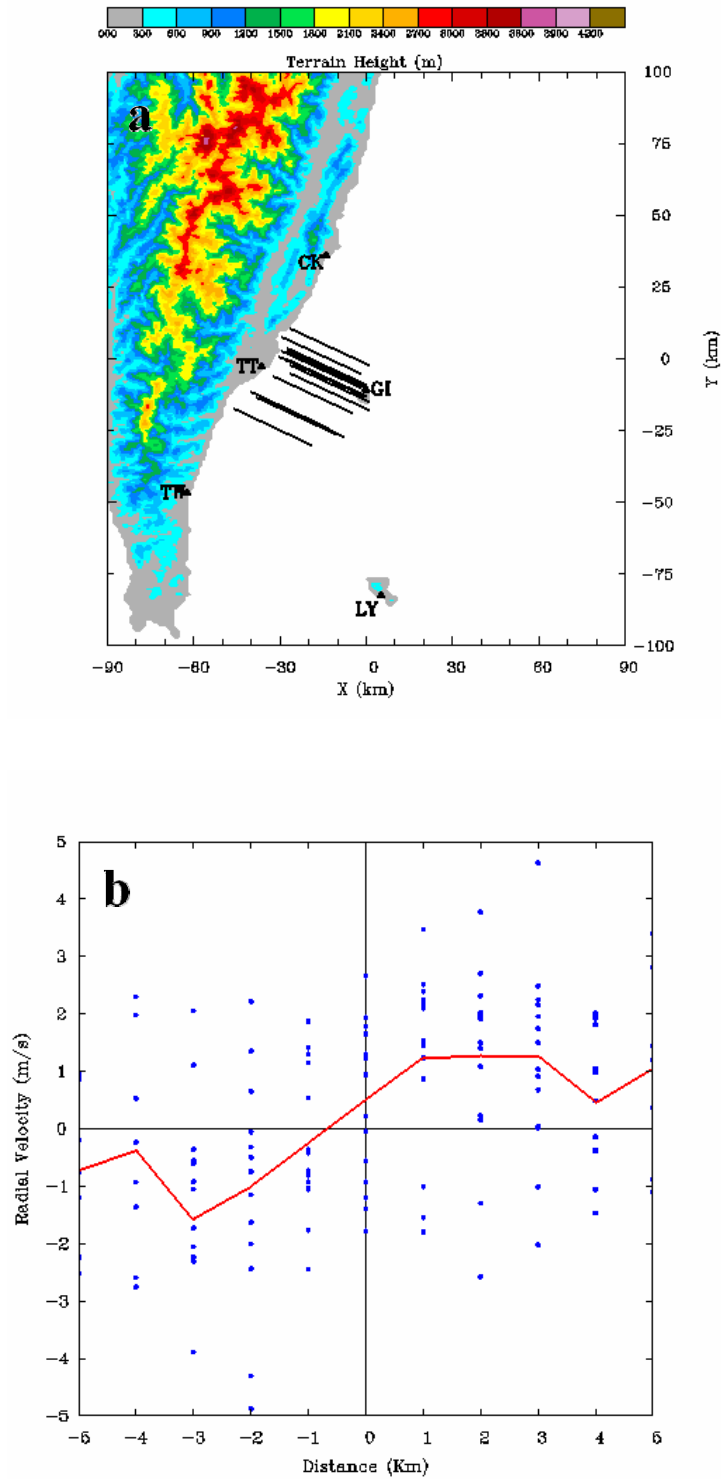 000 300 600 900 1200 1500 1800 2100 2400 2700 3000 3300 3600 3900 4200
Terrain Height (m)
a
100
75
50
CK
25
TT
0
GI
Y (km)
−25
TW
−50
−75
LY
−100
−90 −60 −30 0 30 60 90
X (km)
b
5
4
3
2
1
0
−1
−2
−3
−4
−5
Radial Velocity (m/s)
−5 −4 −3 −2 −1 0 1 2 3 4 5
Distance (Km)